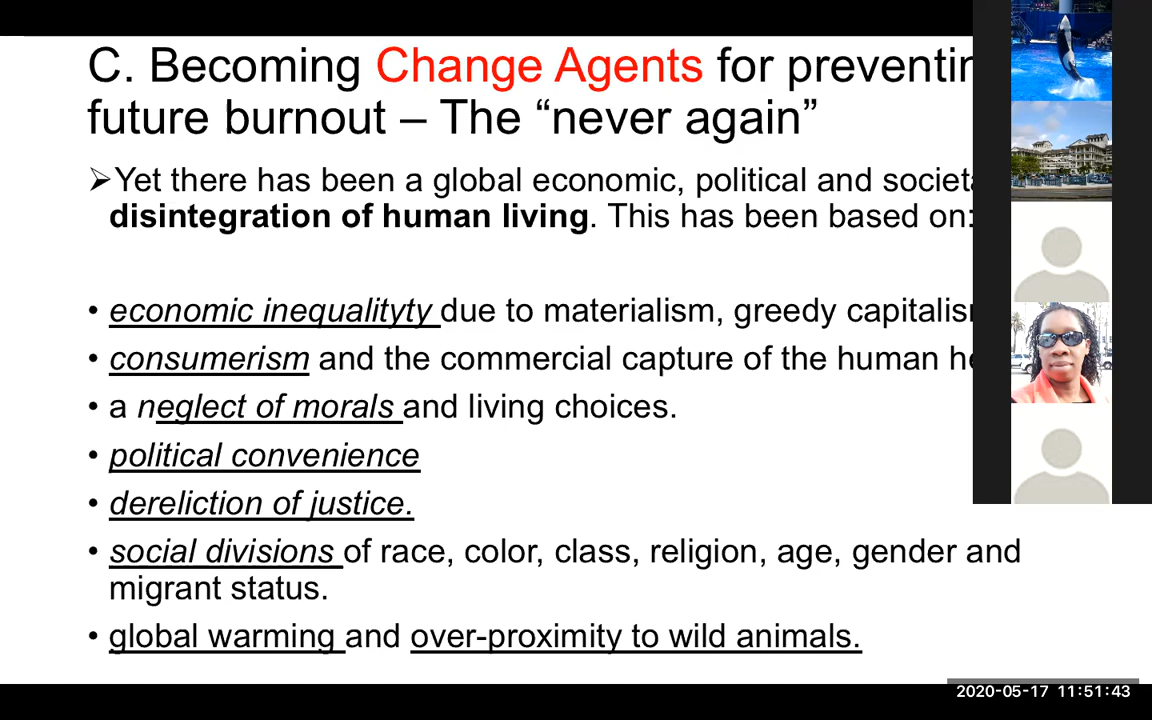 C. Becoming Change Agents for preventin
future burnout – The “never again”
➢Yet there has been a global economic, political and societa
disintegration of human living. This has been based on:
• economic inequalityty due to materialism, greedy capitalism
• consumerism and the commercial capture of the human he
• a neglect of morals and living choices.
• political convenience
• dereliction of justice.
• social divisions of race, color, class, religion, age, gender and
migrant status.
• global warming and over-proximity to wild animals.
2020-05-17 11:51:43